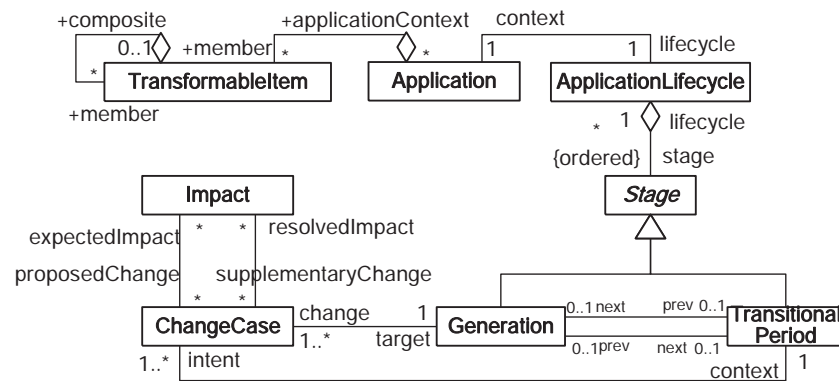 +composite
+applicationContext
context
0..1
+member
*
*
1
1
lifecycle
*
TransformableItem
Application
ApplicationLifecycle
+member
*
1
lifecycle
{ordered}
stage
Impact
Stage
*
*
resolvedImpact
expectedImpact
proposedChange
supplementaryChange
*
*
change
1
0..1 next
prev 0..1
Transitional
ChangeCase
Generation
Period
1..*
target
0..1 prev
next 0..1
1..*
intent
context
1